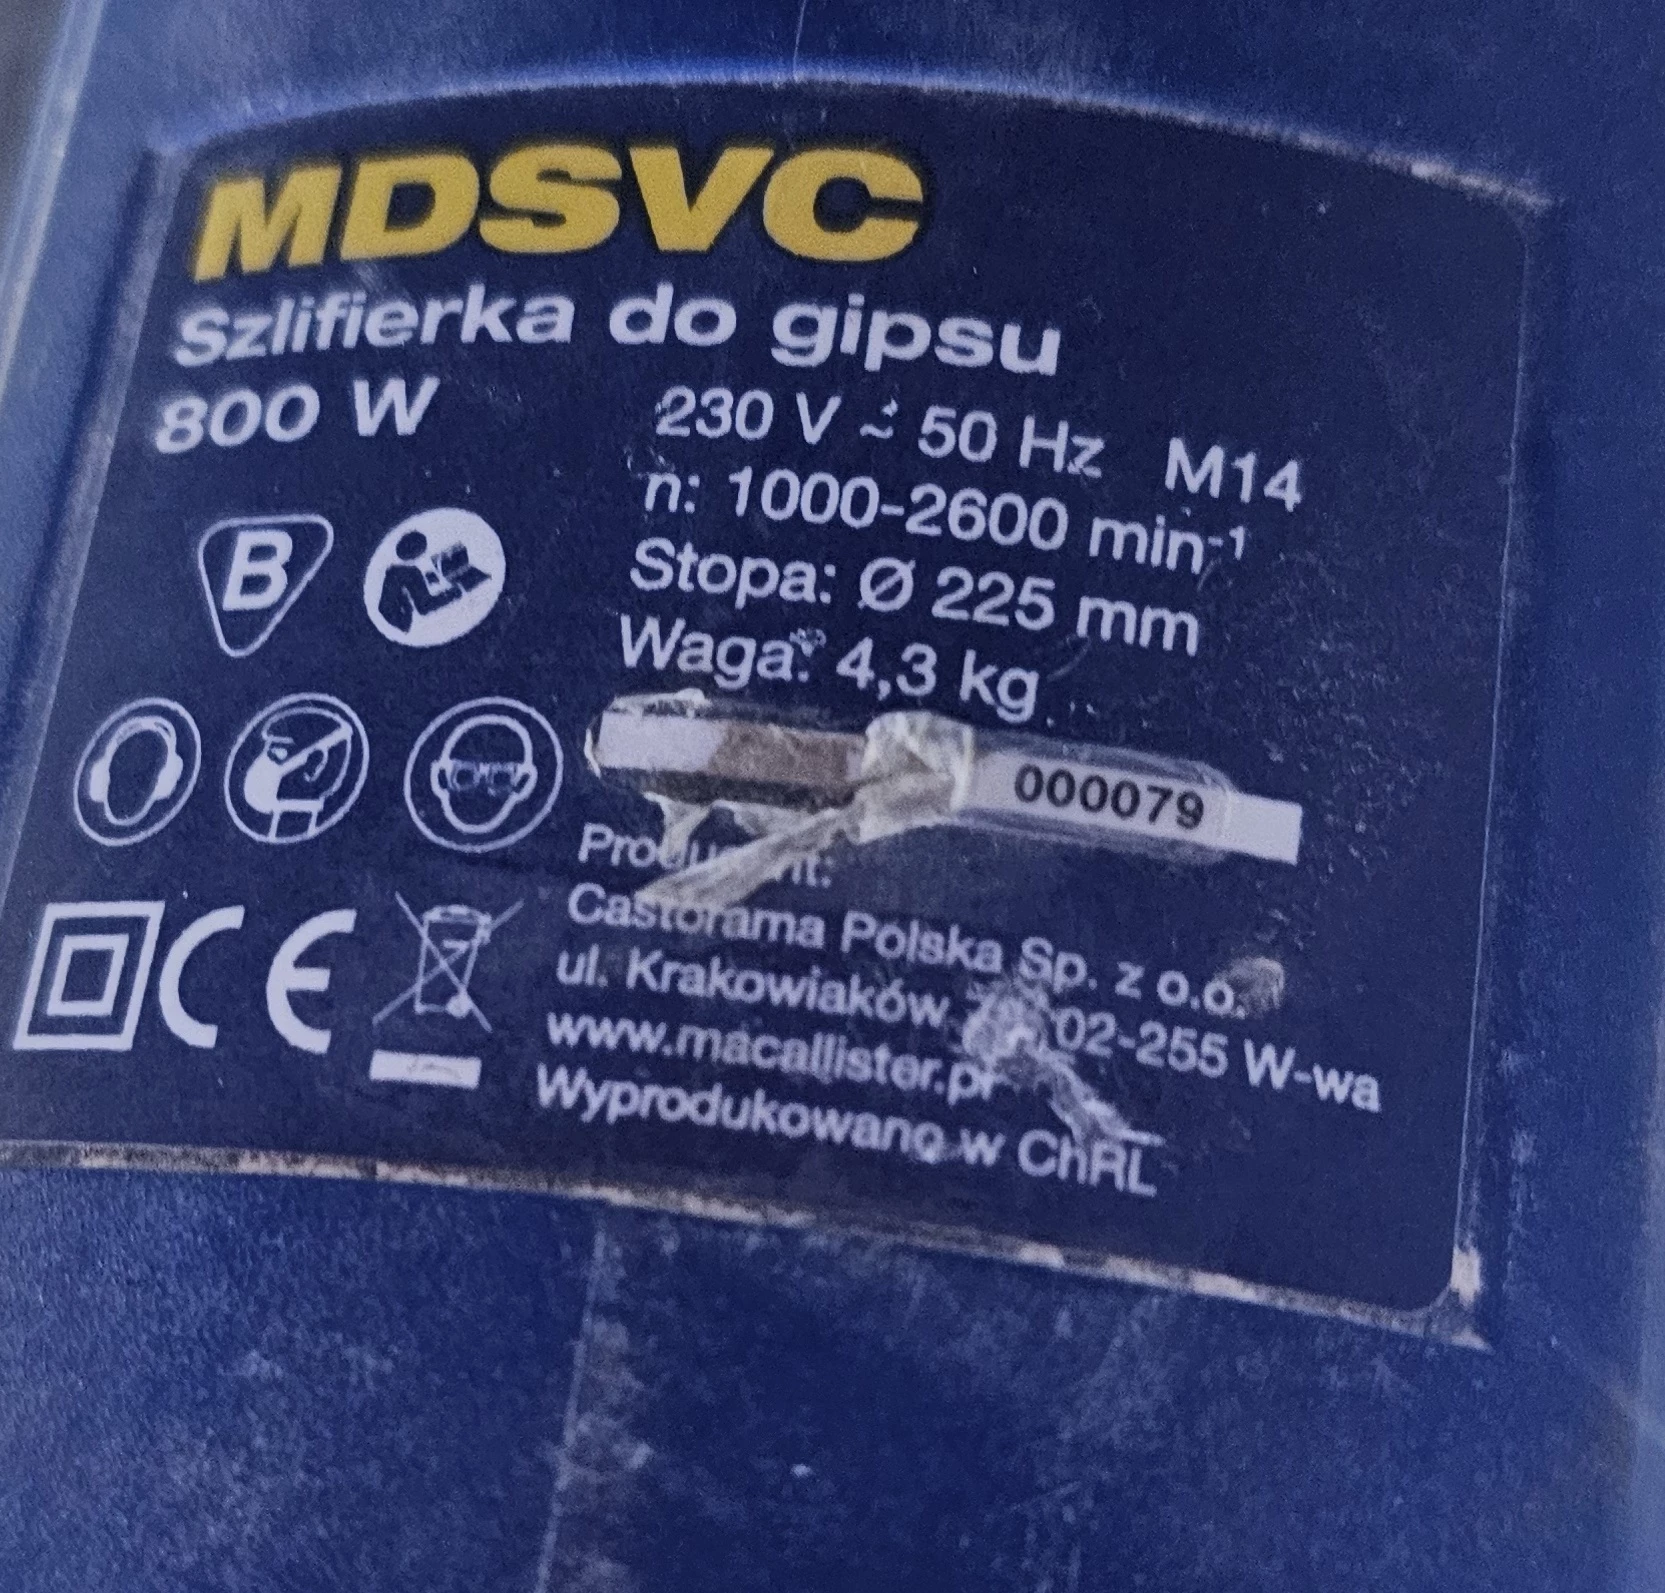 MDSVC
Szlifierka do gipsu
800 W
230 V ~ 50 Hz M14
n: 1000-2600 min⁻¹
Stopa: Ø 225 mm
Waga: 4,3 kg
B
000079
Castorama Polska Sp. z o.o.
ul. Krakowiaków 02-255 W-wa
www.macallister.pl
Wyprodukowano w ChRL
CE